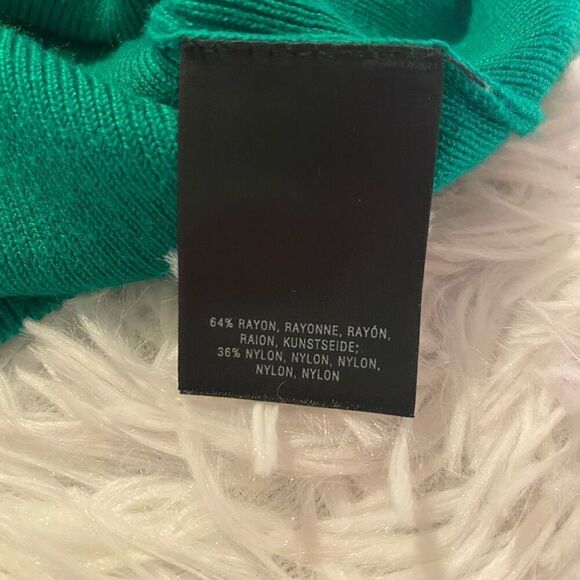 64% RAYON, RAYONNE, RAYÓN,
RAION, KUNSTSEIDE;
36% NYLON, NYLON, NYLON,
NYLON, NYLON